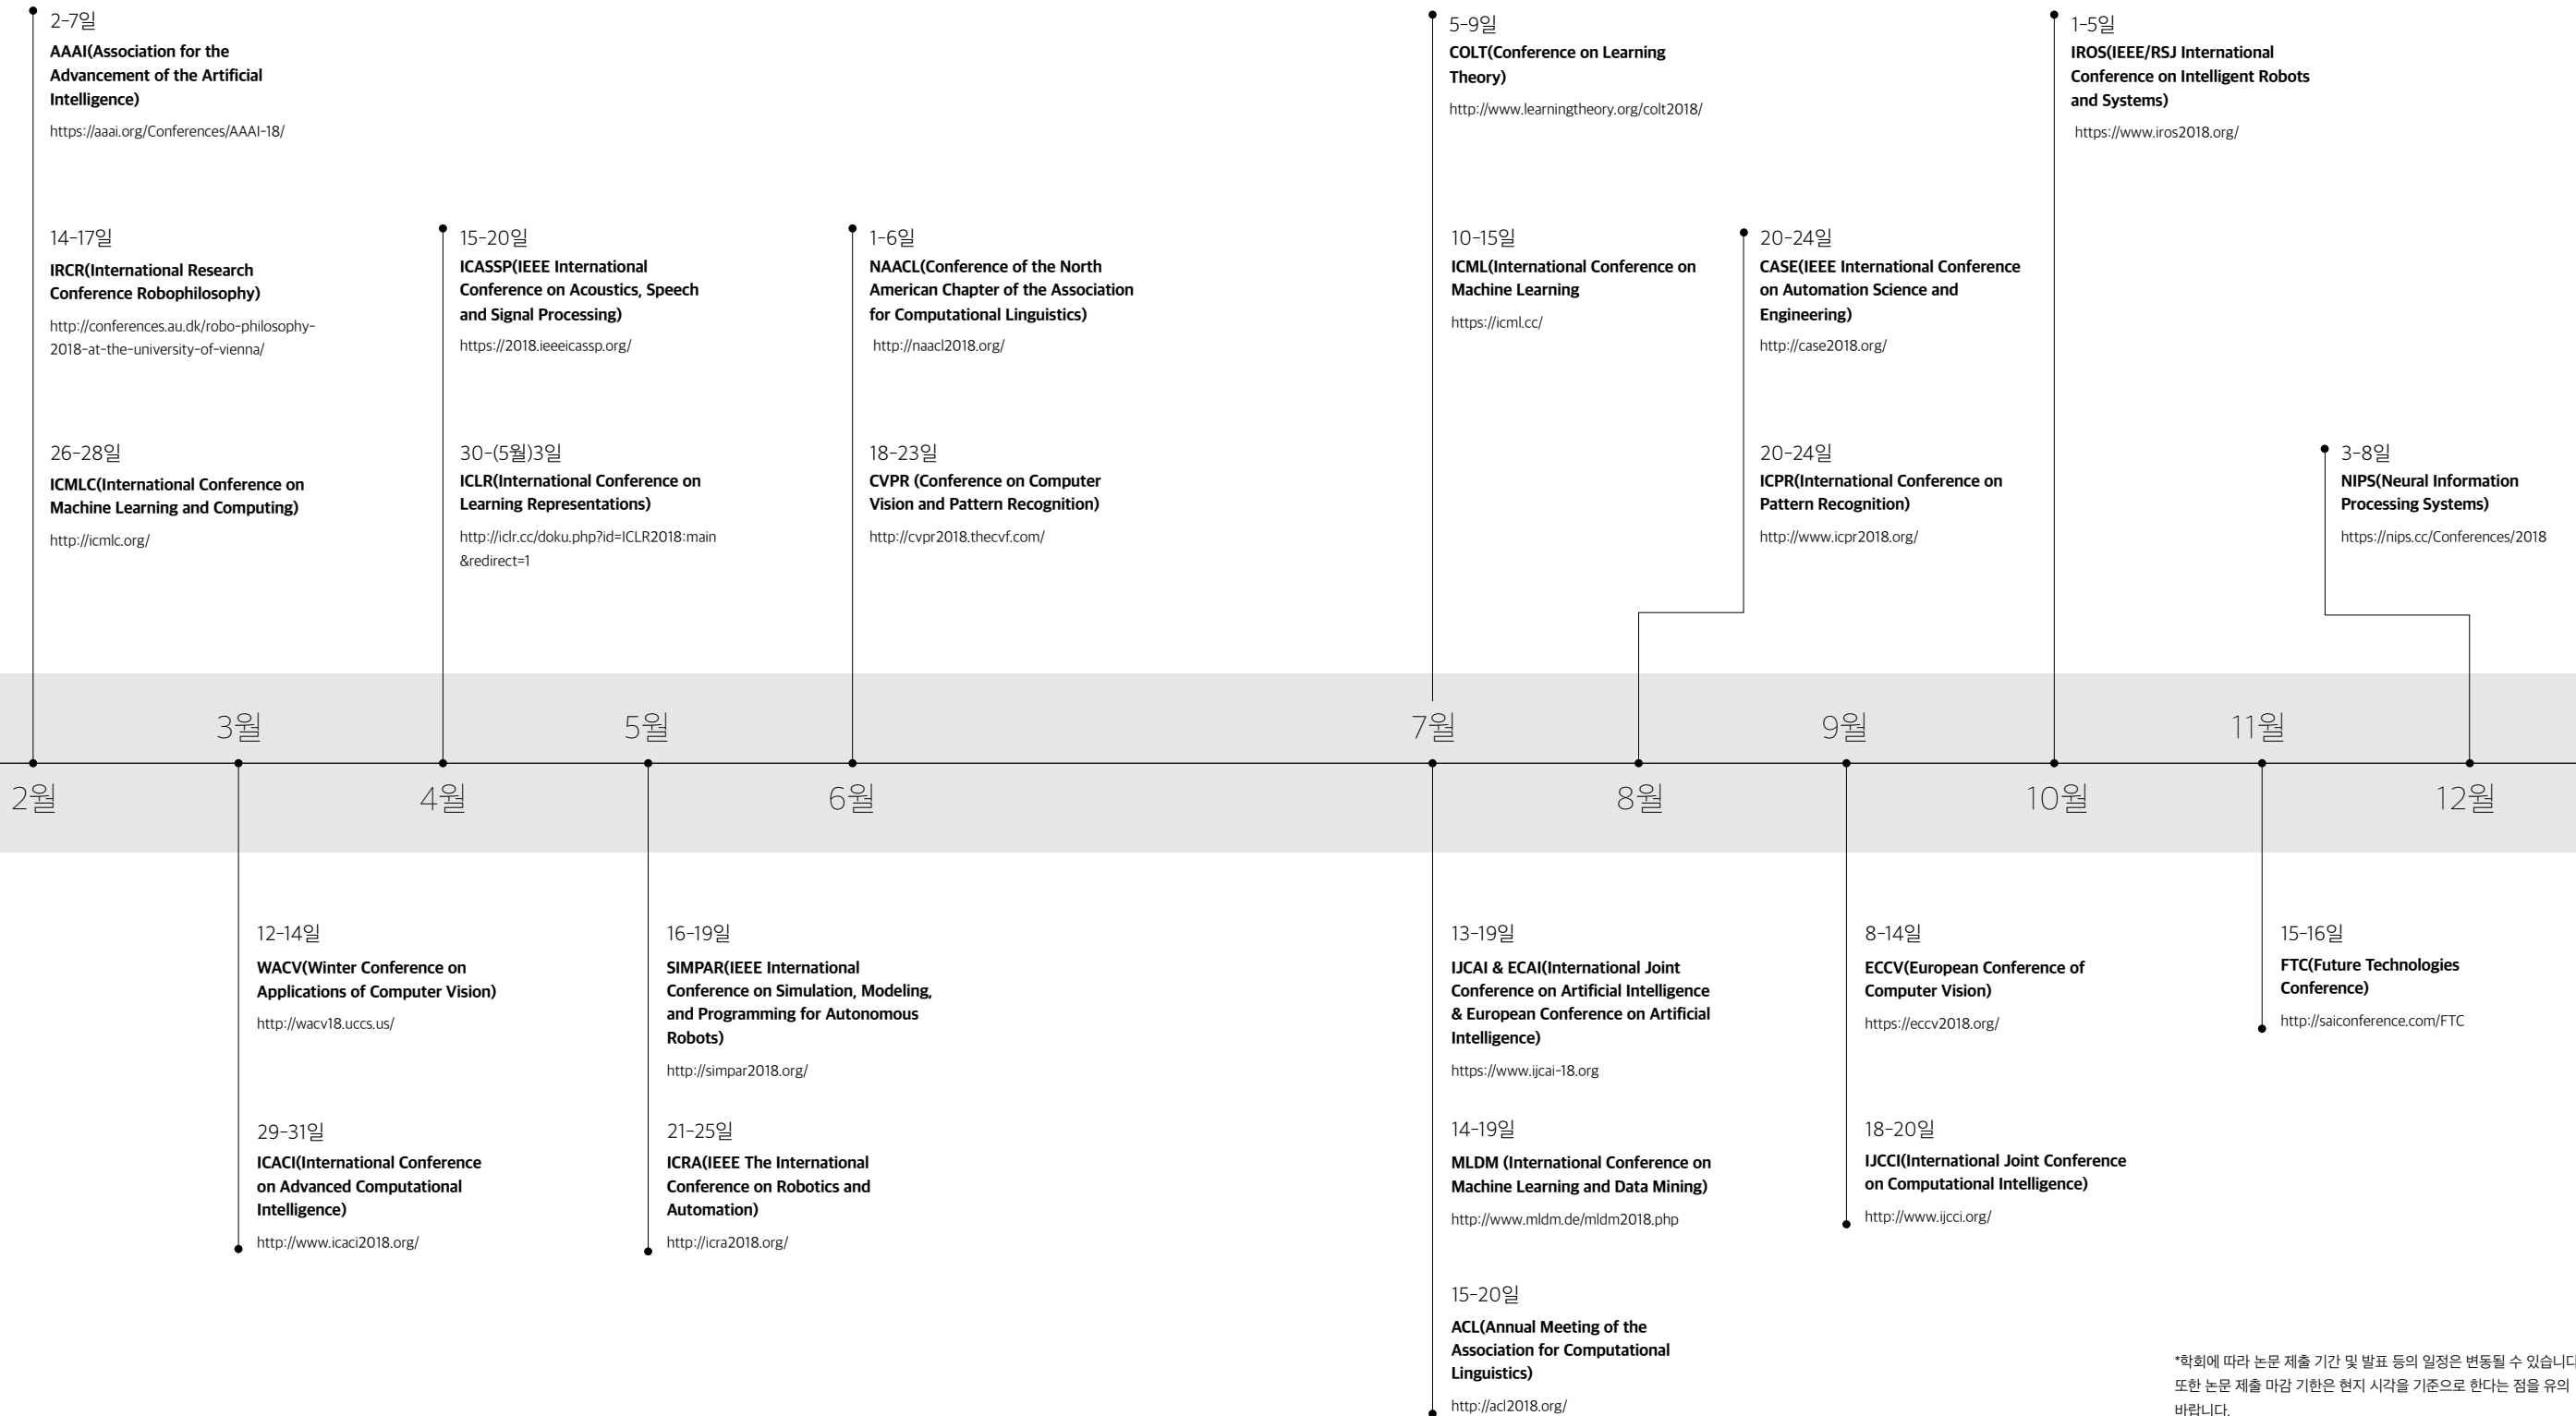 2-7일
AAAI(Association for the
Advancement of the Artificial
Intelligence)
https://aaai.org/Conferences/AAAI-18/
14-17일
IRCR(International Research
Conference Robophilosophy)
http://conferences.au.dk/robo-philosophy-
2018-at-the-university-of-vienna/
26-28일
ICMLC(International Conference on
Machine Learning and Computing)
http://icmlc.org/
15-20일
ICASSP(IEEE International
Conference on Acoustics, Speech
and Signal Processing)
https://2018.ieeeicassp.org/
30-(5월)3일
ICLR(International Conference on
Learning Representations)
http://iclr.cc/doku.php?id=ICLR2018:main
&redirect=1
1-6일
NAACL(Conference of the North
American Chapter of the Association
for Computational Linguistics)
http://naacl2018.org/
18-23일
CVPR (Conference on Computer
Vision and Pattern Recognition)
http://cvpr2018.thecvf.com/
5-9일
COLT(Conference on Learning
Theory)
http://www.learningtheory.org/colt2018/
10-15일
ICML(International Conference on
Machine Learning
https://icml.cc/
20-24일
CASE(IEEE International Conference
on Automation Science and
Engineering)
http://case2018.org/
20-24일
ICPR(International Conference on
Pattern Recognition)
http://www.icpr2018.org/
1-5일
IROS(IEEE/RSJ International
Conference on Intelligent Robots
and Systems)
https://www.iros2018.org/
3-8일
NIPS(Neural Information
Processing Systems)
https://nips.cc/Conferences/2018
3월
5월
7월
9월
11월
2월
4월
6월
8월
10월
12월
12-14일
WACV(Winter Conference on
Applications of Computer Vision)
http://wacv18.uccs.us/
29-31일
ICACI(International Conference
on Advanced Computational
Intelligence)
http://www.icaci2018.org/
16-19일
SIMPAR(IEEE International
Conference on Simulation, Modeling,
and Programming for Autonomous
Robots)
http://simpar2018.org/
21-25일
ICRA(IEEE The International
Conference on Robotics and
Automation)
http://icra2018.org/
13-19일
IJCAI & ECAI(International Joint
Conference on Artificial Intelligence
& European Conference on Artificial
Intelligence)
https://www.ijcai-18.org
14-19일
MLDM (International Conference on
Machine Learning and Data Mining)
http://www.mldm.de/mldm2018.php
15-20일
ACL(Annual Meeting of the
Association for Computational
Linguistics)
http://acl2018.org/
8-14일
ECCV(European Conference of
Computer Vision)
https://eccv2018.org/
18-20일
IJCCI(International Joint Conference
on Computational Intelligence)
http://www.ijcci.org/
15-16일
FTC(Future Technologies
Conference)
http://saiconference.com/FTC
*학회에 따라 논문 제출 기간 및 발표 등의 일정은 변동될 수 있습니다
또한 논문 제출 마감 기한은 현지 시각을 기준으로 한다는 점을 유의
바랍니다.